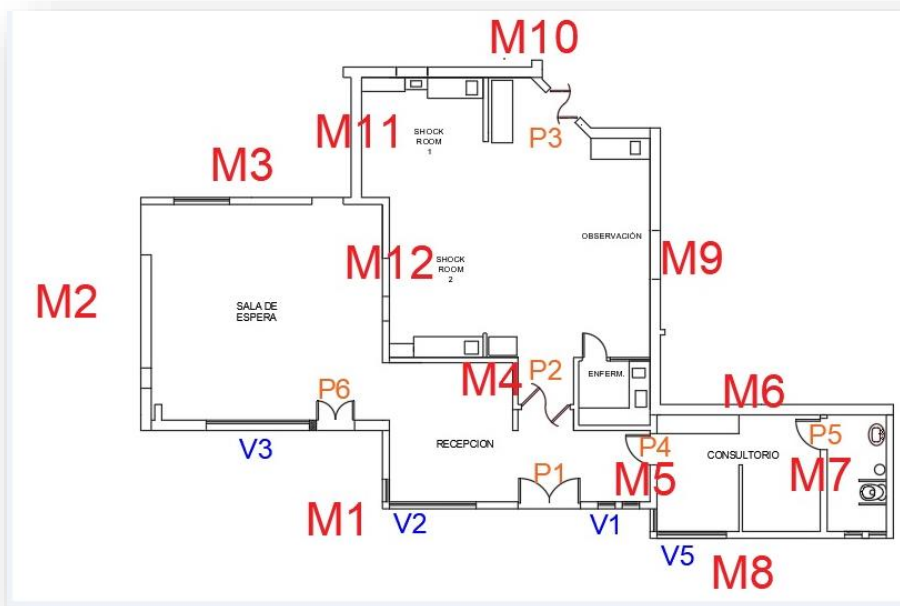 M10
M11
SHOCK
ROOM
1
P3
M3
OBSERVACIÓN
M12
SHOCK
ROOM
2
M9
M2
SALA DE
ESPERA
M4
P2
ENFERM.
P6
M6
V3
RECEPCION
P4
P5
CONSULTORIO
M7
P1
M5
M1
V2
V1
V5
M8